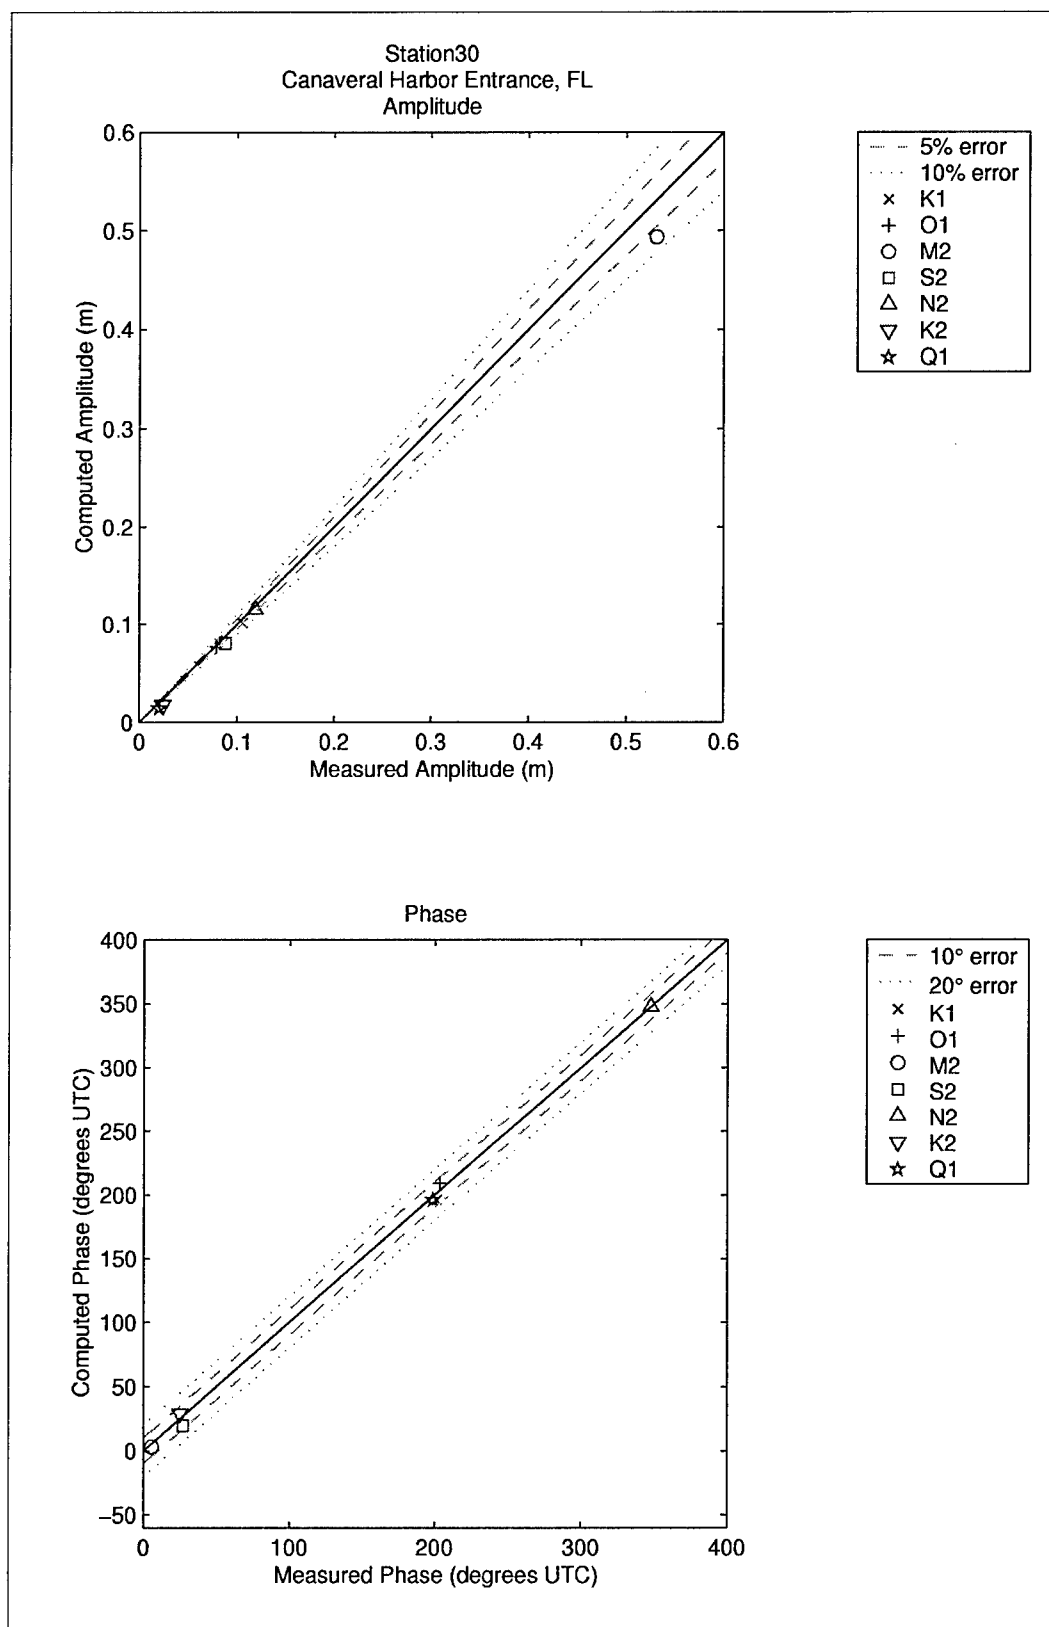 Station30
Canaveral Harbor Entrance, FL
Amplitude
0.6
0.5
0.4
0.3
0.2
0.1
0
Computed Amplitude (m)
0
0.1
0.2
0.3
0.4
0.5
0.6
Measured Amplitude (m)
5% error
10% error
K1
O1
M2
S2
N2
K2
Q1
Phase
400
350
300
250
200
150
100
50
0
−50
Computed Phase (degrees UTC)
0
100
200
300
400
Measured Phase (degrees UTC)
10° error
20° error
K1
O1
M2
S2
N2
K2
Q1